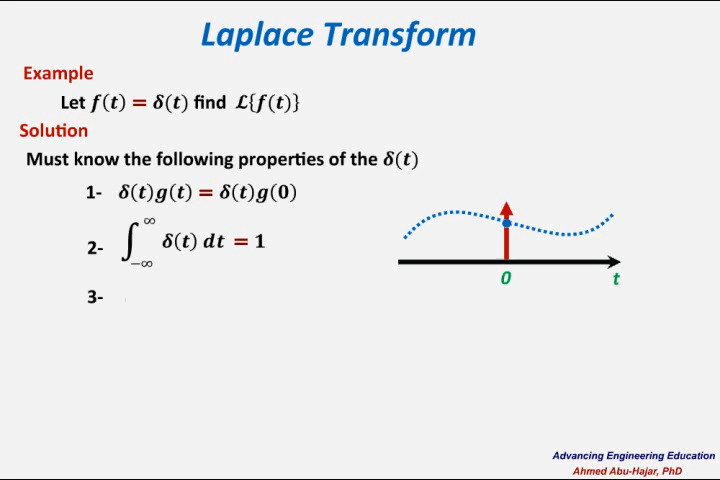 Laplace Transform
Example
Let f(t) = δ(t) find ℒ{f(t)}
Solution
Must know the following properties of the δ(t)
1- δ(t)g(t) = δ(t)g(0)
2- ∫_{-∞}^{∞} δ(t) dt = 1
3-
0 t
Advancing Engineering Education
Ahmed Abu-Hajar, PhD